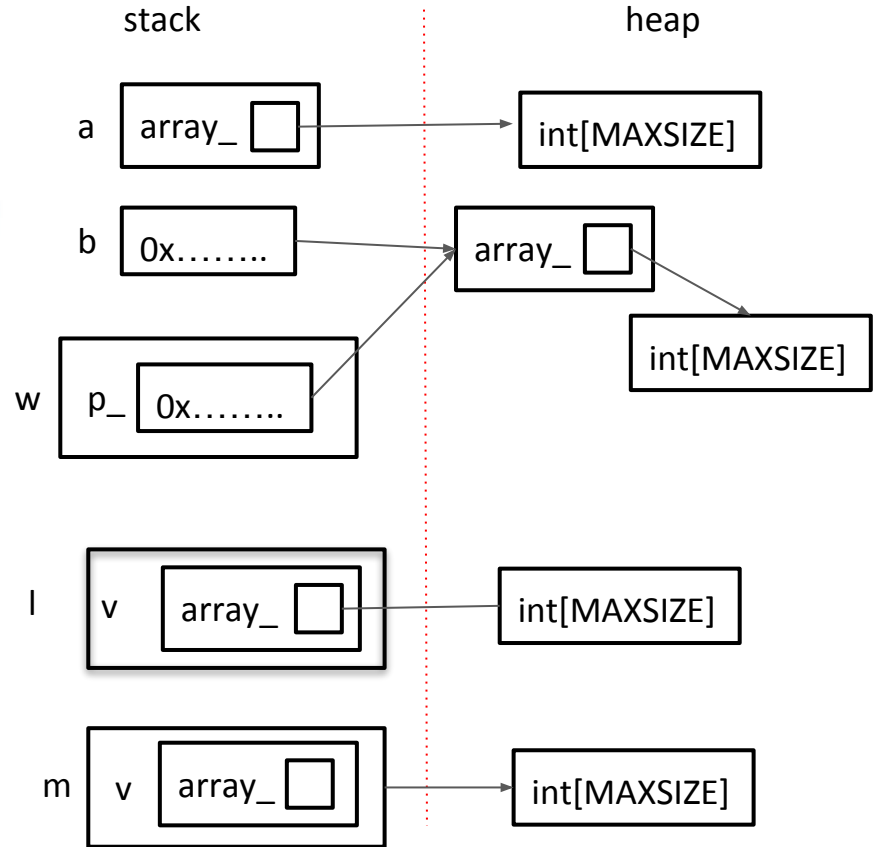 stack heap
a array_ int[MAXSIZE]
b 0x…….. array_
int[MAXSIZE]
w p_ 0x……..
l v array_ int[MAXSIZE]
m v array_ int[MAXSIZE]